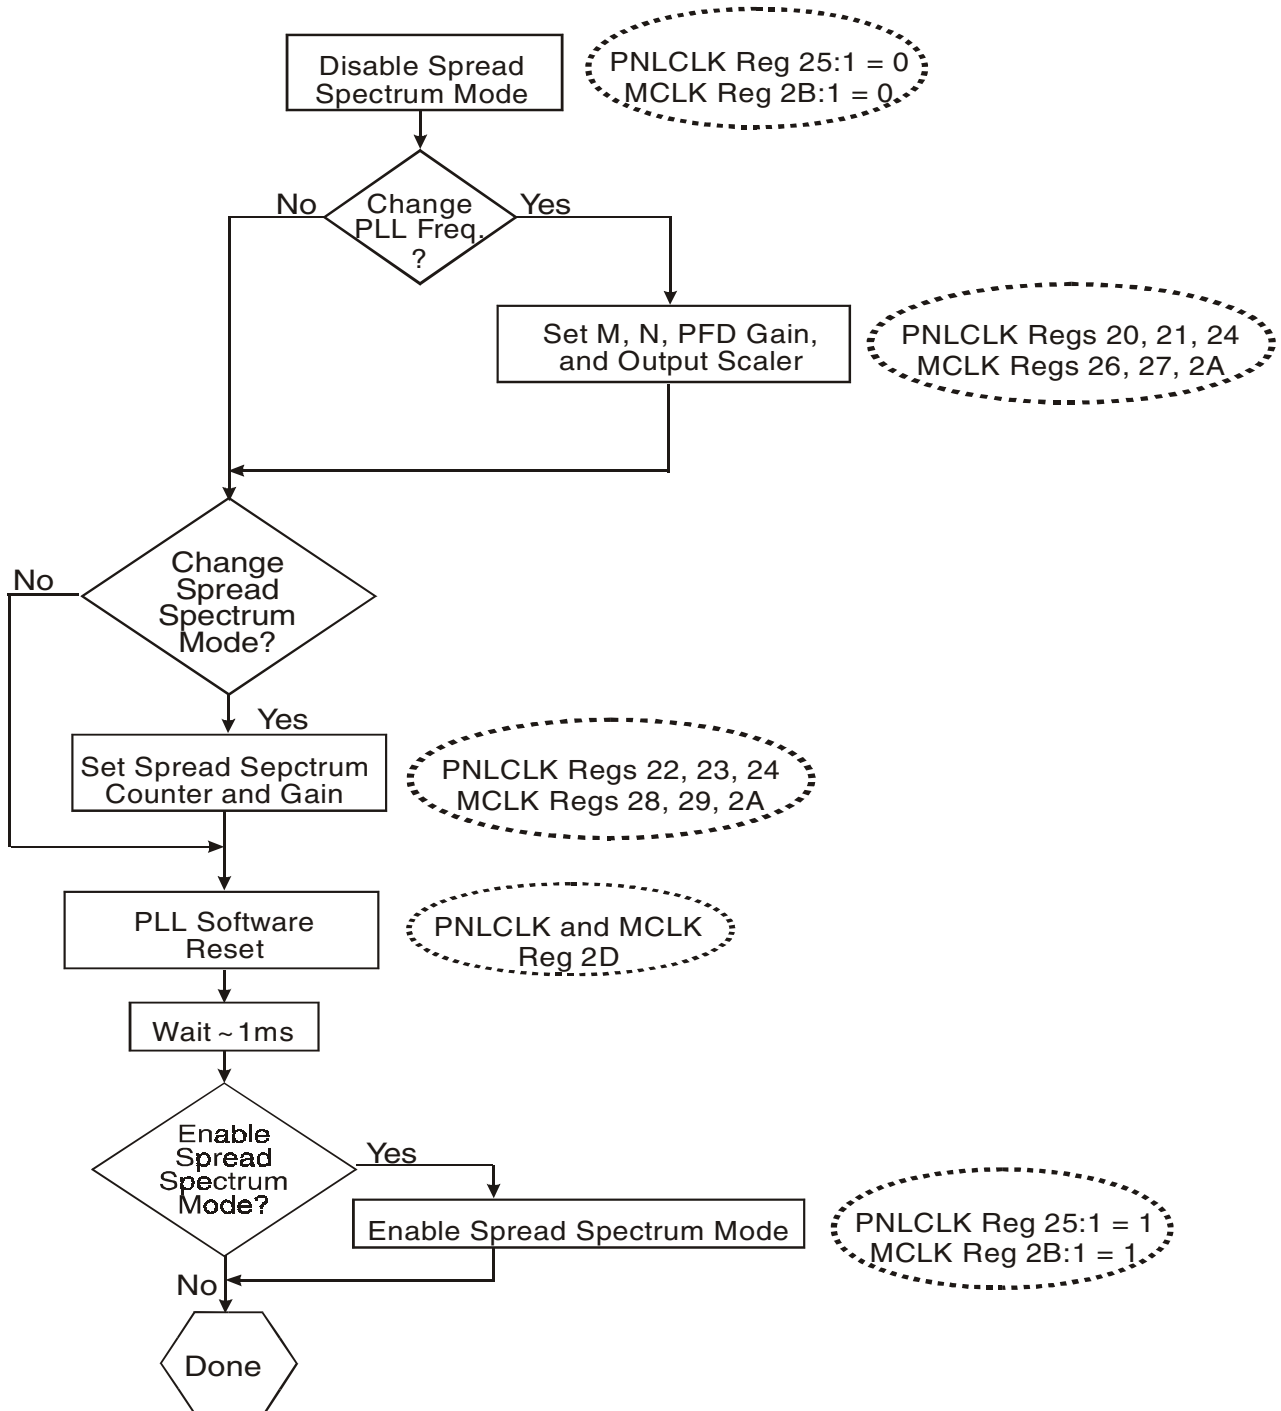 Disable Spread
Spectrum Mode
PNLCLK Reg 25:1 = 0
MCLK Reg 2B:1 = 0
No
Change
PLL Freq.
?
Yes
Set M, N, PFD Gain,
and Output Scaler
PNLCLK Regs 20, 21, 24
MCLK Regs 26, 27, 2A
No
Change
Spread
Spectrum
Mode?
Yes
Set Spread Sepctrum
Counter and Gain
PNLCLK Regs 22, 23, 24
MCLK Regs 28, 29, 2A
PLL Software
Reset
PNLCLK and MCLK
Reg 2D
Wait ~ 1ms
Enable
Spread
Spectrum
Mode?
Yes
Enable Spread Spectrum Mode
PNLCLK Reg 25:1 = 1
MCLK Reg 2B:1 = 1
No
Done